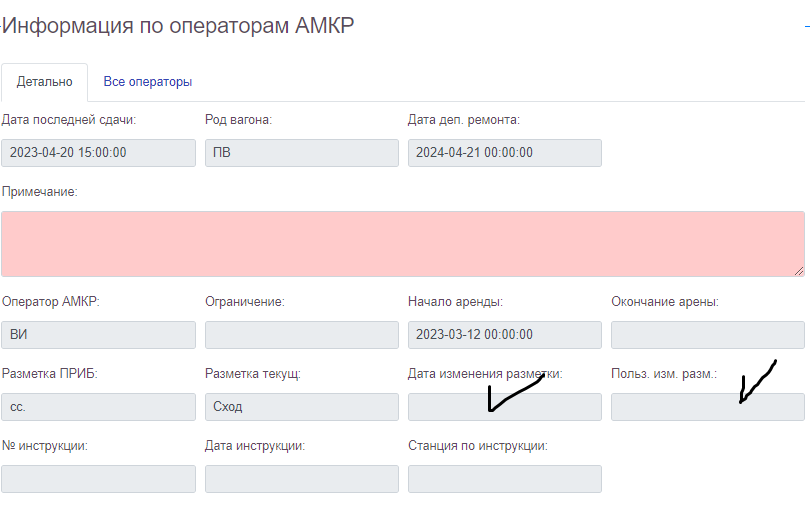 Информация по операторам АМКР
Детально Все операторы
Дата последней сдачи: Род вагона: Дата деп. ремонта:
2023-04-20 15:00:00 ПВ 2024-04-21 00:00:00
Примечание:
Оператор АМКР: Ограничение: Начало аренды: Окончание арены:
ВИ 2023-03-12 00:00:00
Разметка ПРИБ: Разметка текущ: Дата изменения разметки: Польз. изм. разм.:
сс. Сход
№ инструкции: Дата инструкции: Станция по инструкции: